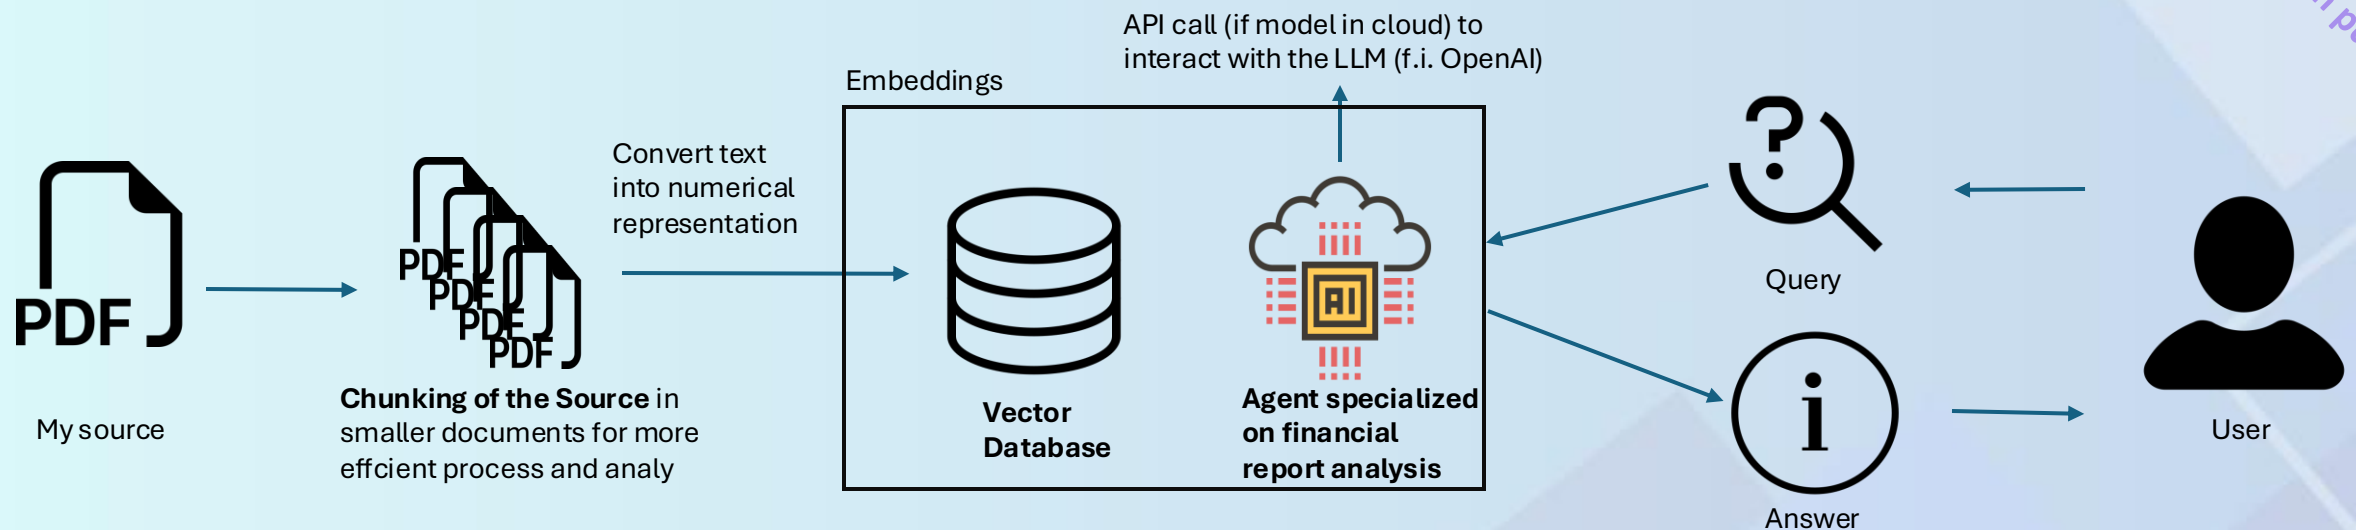 API call (if model in cloud) to
interact with the LLM (f.i. OpenAI)
Embeddings
Convert text
into numerical
representation
PDF
PDF
PDF
PDF
PDF
AI
?
i
My source
Chunking of the Source in
smaller documents for more
effcient process and analy
Vector
Database
Agent specialized
on financial
report analysis
Query
Answer
User